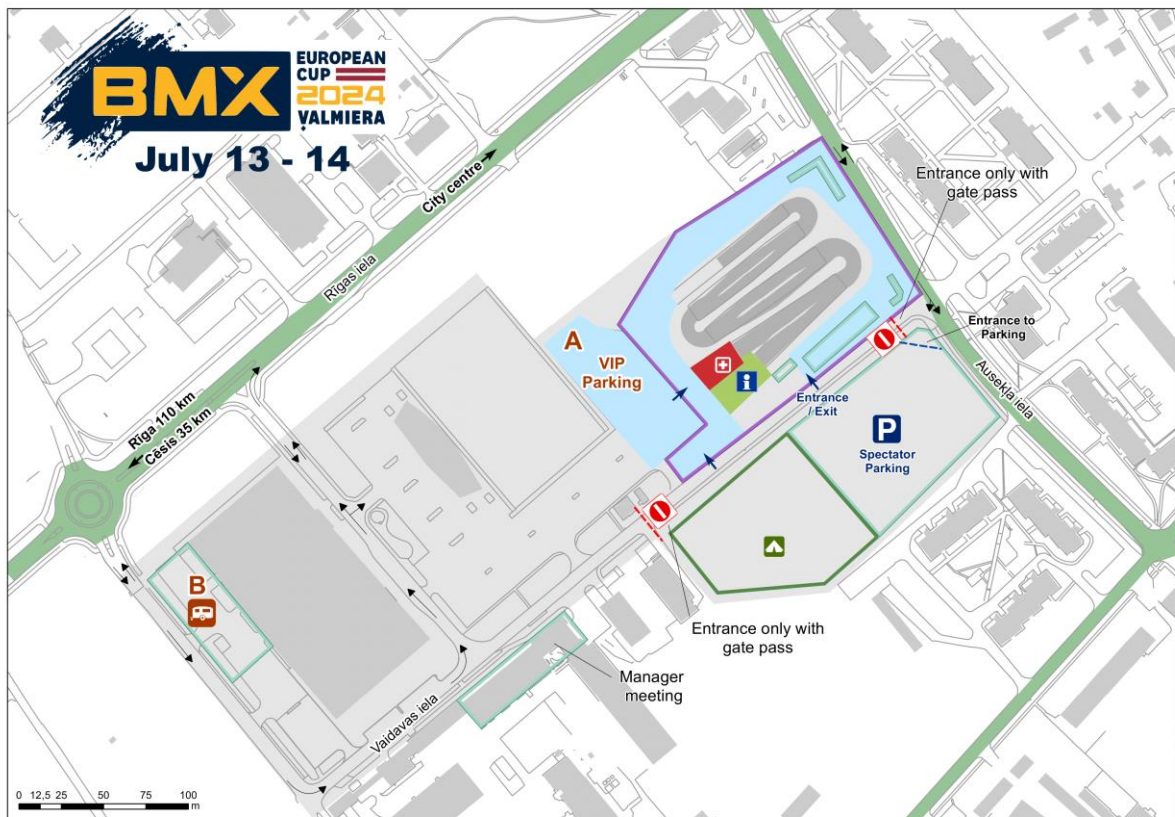 BMX
EUROPEAN
CUP
2024
VALMIERA
July 13 - 14
City centre
Rīgas iela
Rīga 110 km
Cēsis 35 km
Entrance only with
gate pass
Entrance to
Parking
Ausekļa iela
A
VIP
Parking
i
Entrance
/ Exit
P
Spectator
Parking
B
Entrance only with
gate pass
Manager
meeting
Vaidavas iela
0 12,5 25 50 75 100
m